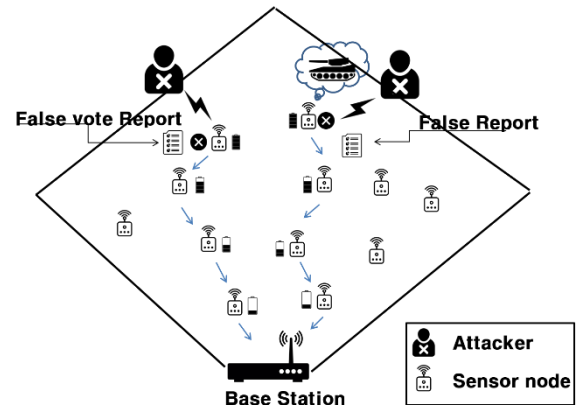 False vote Report
False Report
Attacker
Sensor node
Base Station